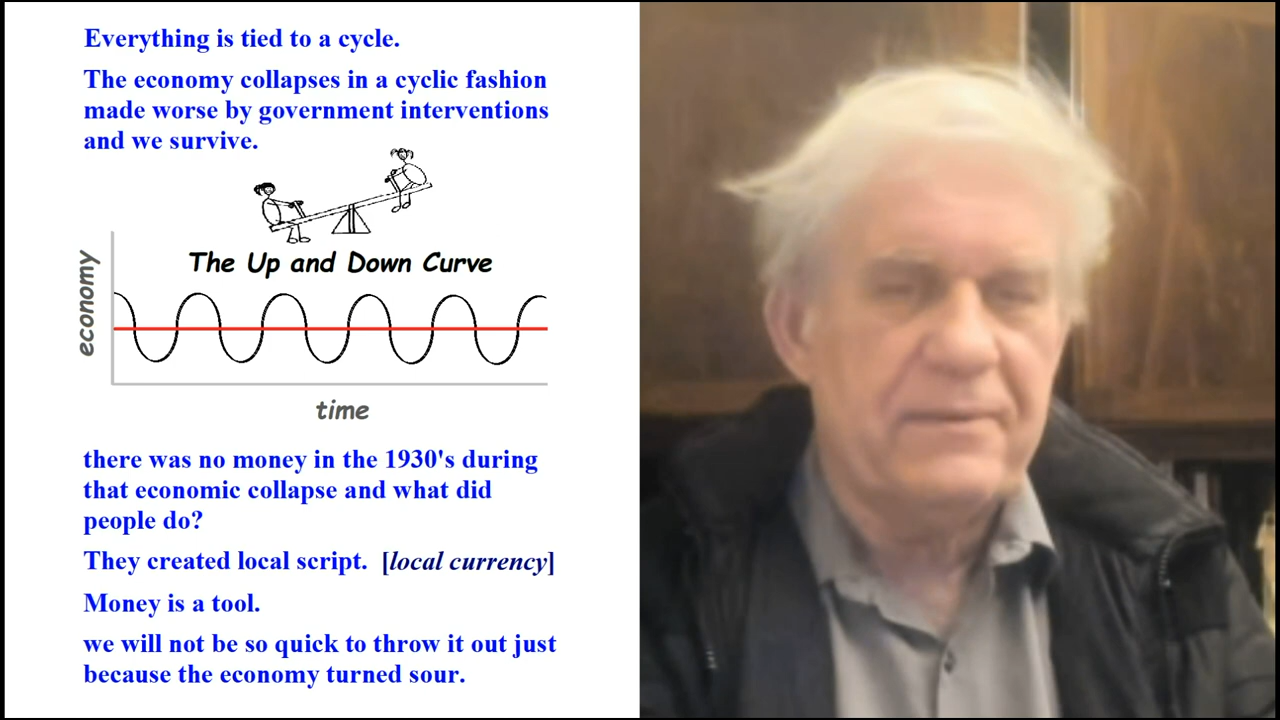 Everything is tied to a cycle.
The economy collapses in a cyclic fashion
made worse by government interventions
and we survive.
The Up and Down Curve
economy
time
there was no money in the 1930's during
that economic collapse and what did
people do?
They created local script. [local currency]
Money is a tool.
we will not be so quick to throw it out just
because the economy turned sour.